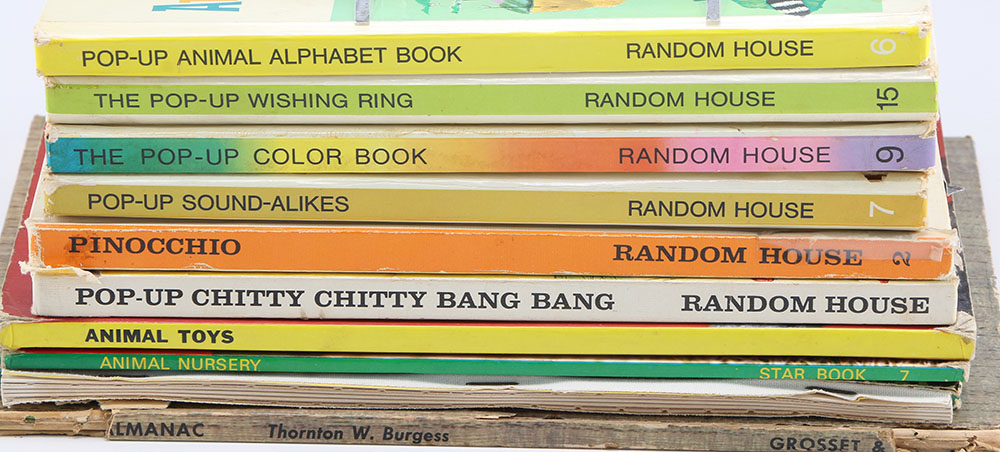 POP-UP ANIMAL ALPHABET BOOK RANDOM HOUSE 6
THE POP-UP WISHING RING RANDOM HOUSE 15
THE POP-UP COLOR BOOK RANDOM HOUSE 9
POP-UP SOUND-ALIKES RANDOM HOUSE 7
PINOCCHIO RANDOM HOUSE 2
POP-UP CHITTY CHITTY BANG BANG RANDOM HOUSE
ANIMAL TOYS
ANIMAL NURSERY STAR BOOK 7
LMANAC Thornton W. Burgess GROSSET &